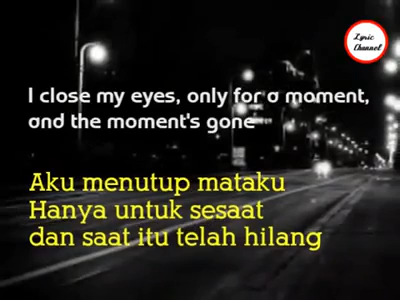 Lyric
Channel
I close my eyes, only for a moment,
and the moment's gone
Aku menutup mataku
Hanya untuk sesaat
dan saat itu telah hilang